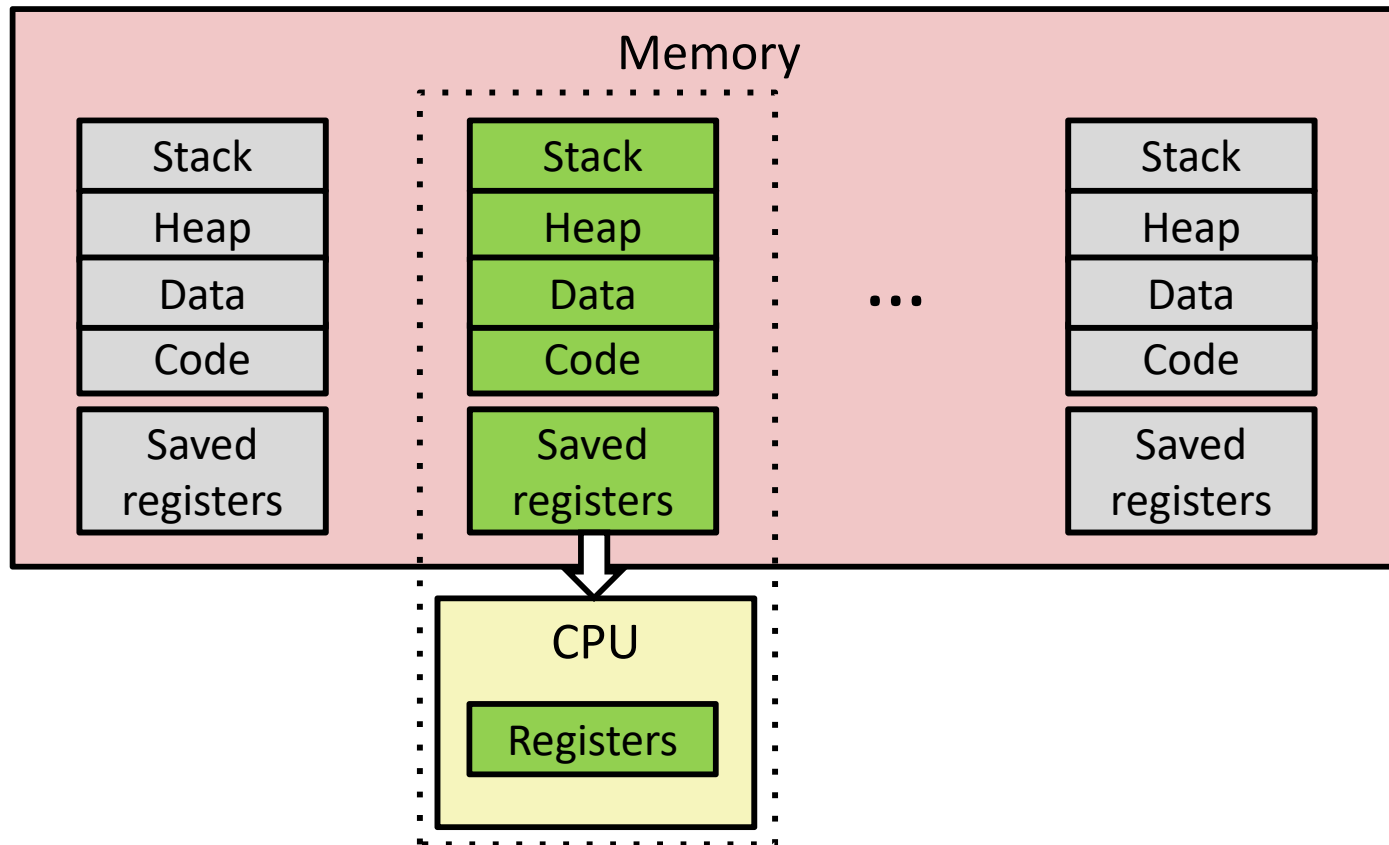 Memory
Stack
Heap
Data
Code
Saved
registers
Stack
Heap
Data
Code
Saved
registers
...
Stack
Heap
Data
Code
Saved
registers
CPU
Registers